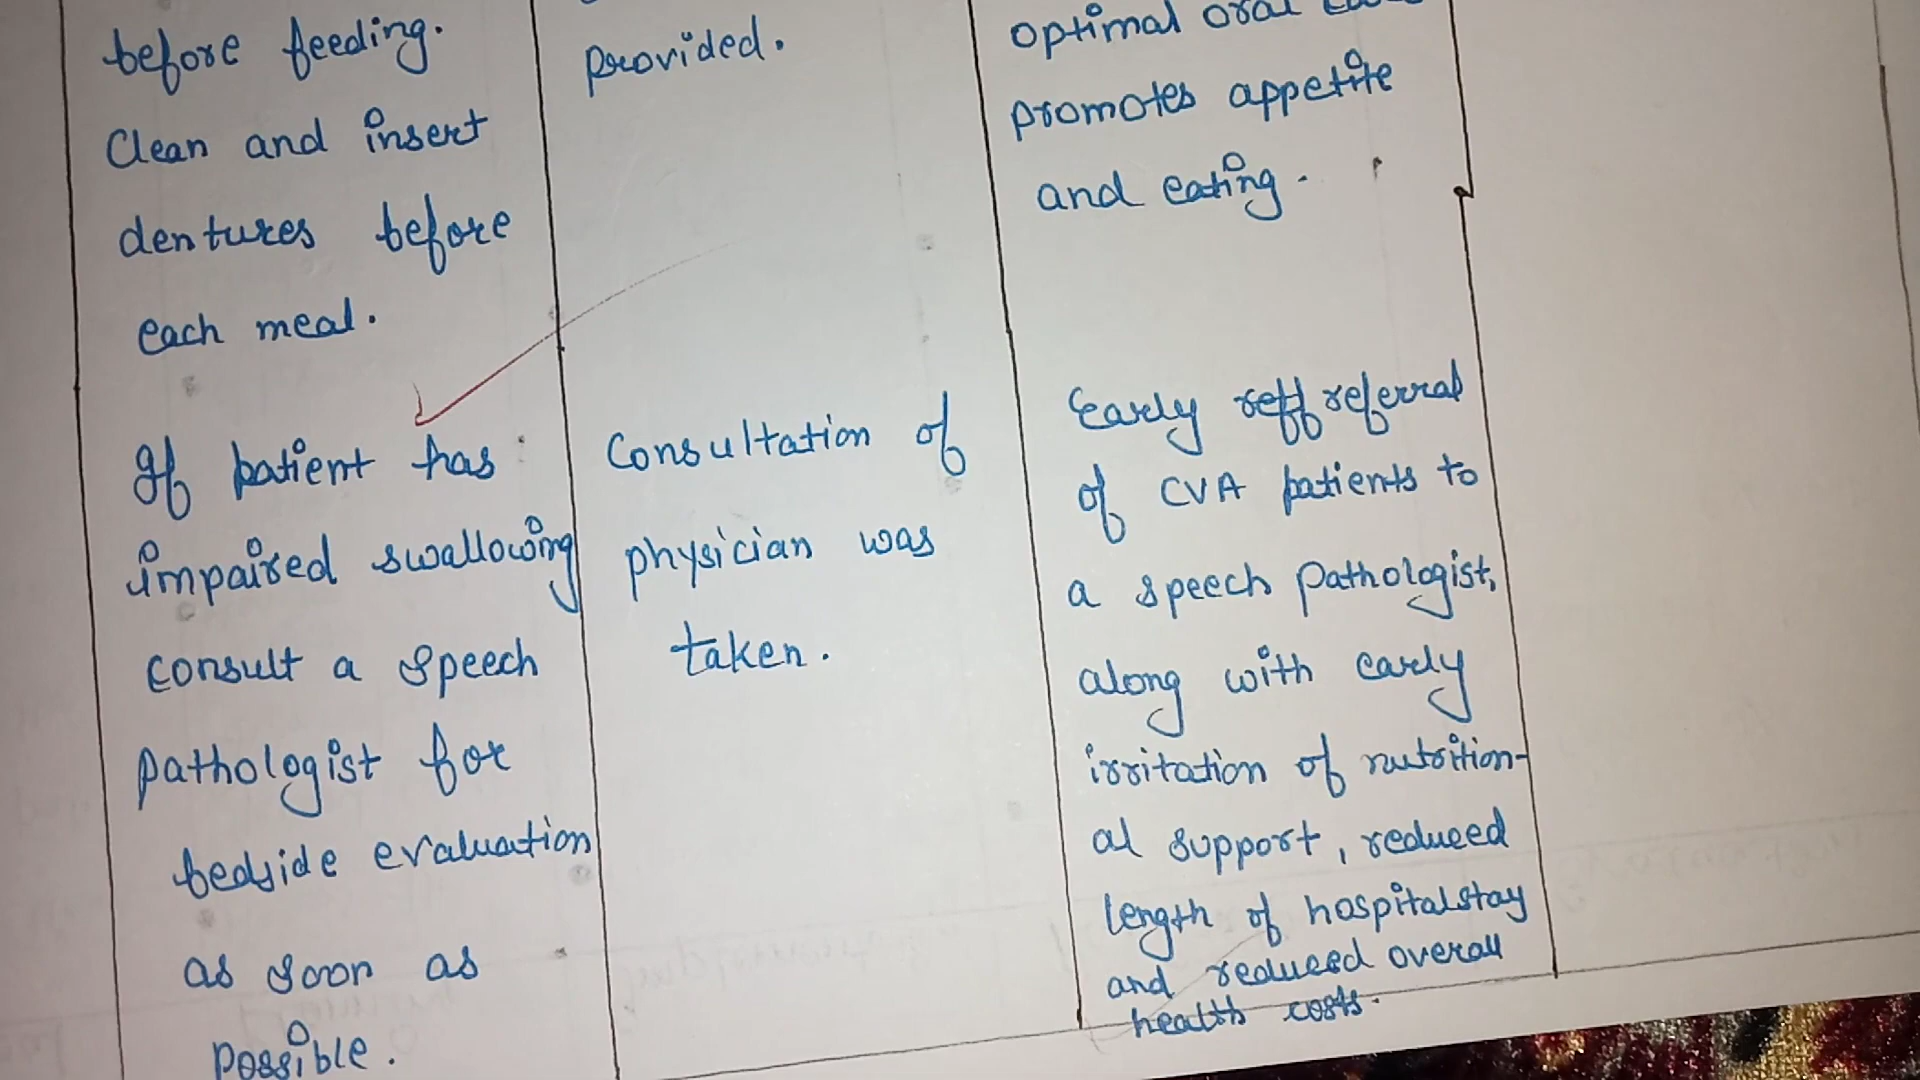 before feeding.
Clean and insert
dentures before
each meal.
If patient has
impaired swallowing
consult a speech
pathologist for
bedside evaluation
as soon as
possible.
provided.
Consultation of
physician was
taken.
optimal oral
promotes appetite
and eating.
Early reff referral
of CVA patients to
a speech pathologist,
along with early
irritation of nutrition-
al support, reduced
length of hospital stay
and reduced overall
health costs.